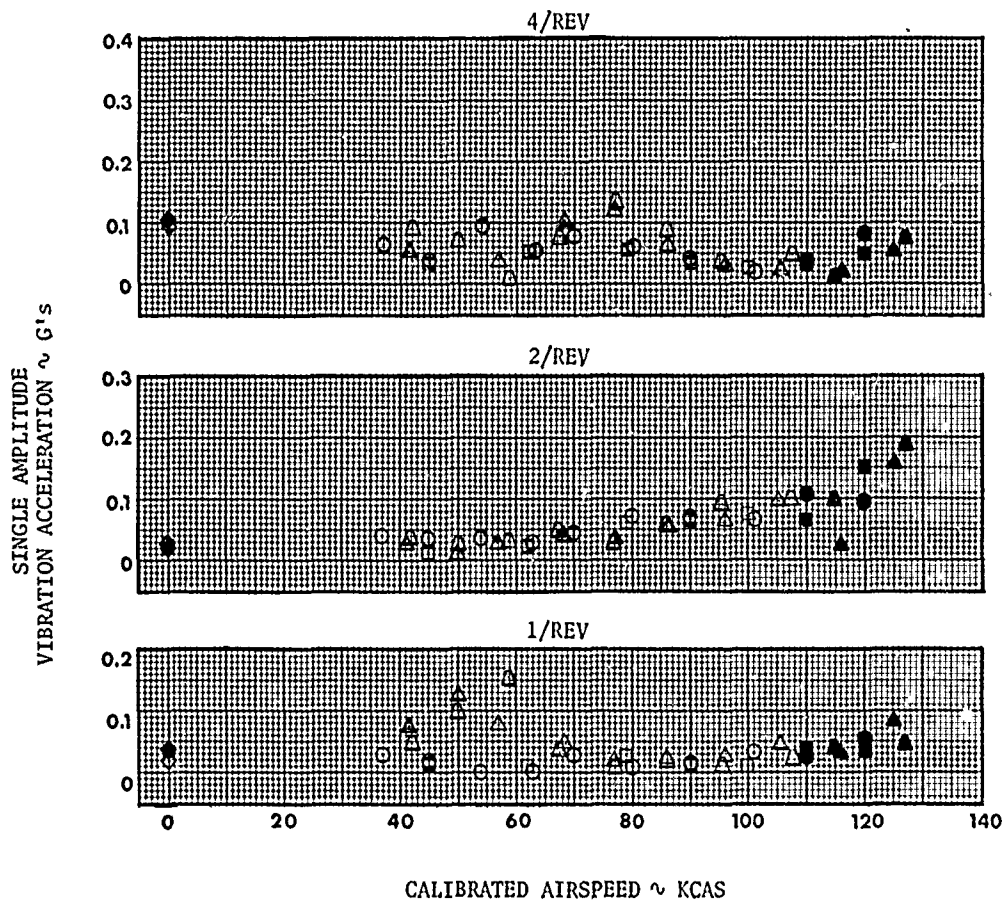 4/REV
0.4
0.3
0.2
0.1
0
2/REV
0.3
0.2
0.1
0
1/REV
0.2
0.1
0
SINGLE AMPLITUDE
VIBRATION ACCELERATION ~ G's
0 20 40 60 80 100 120 140
CALIBRATED AIRSPEED ~ KCAS